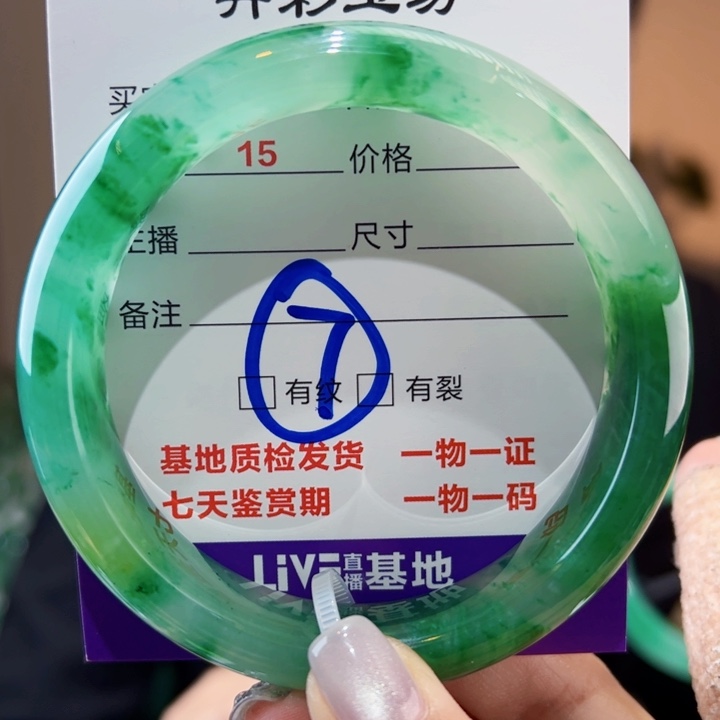 15 价格
主播 尺寸
备注
7
有纹 有裂
基地质检发货 一物一证
七天鉴赏期 一物一码
LIVE直播基地